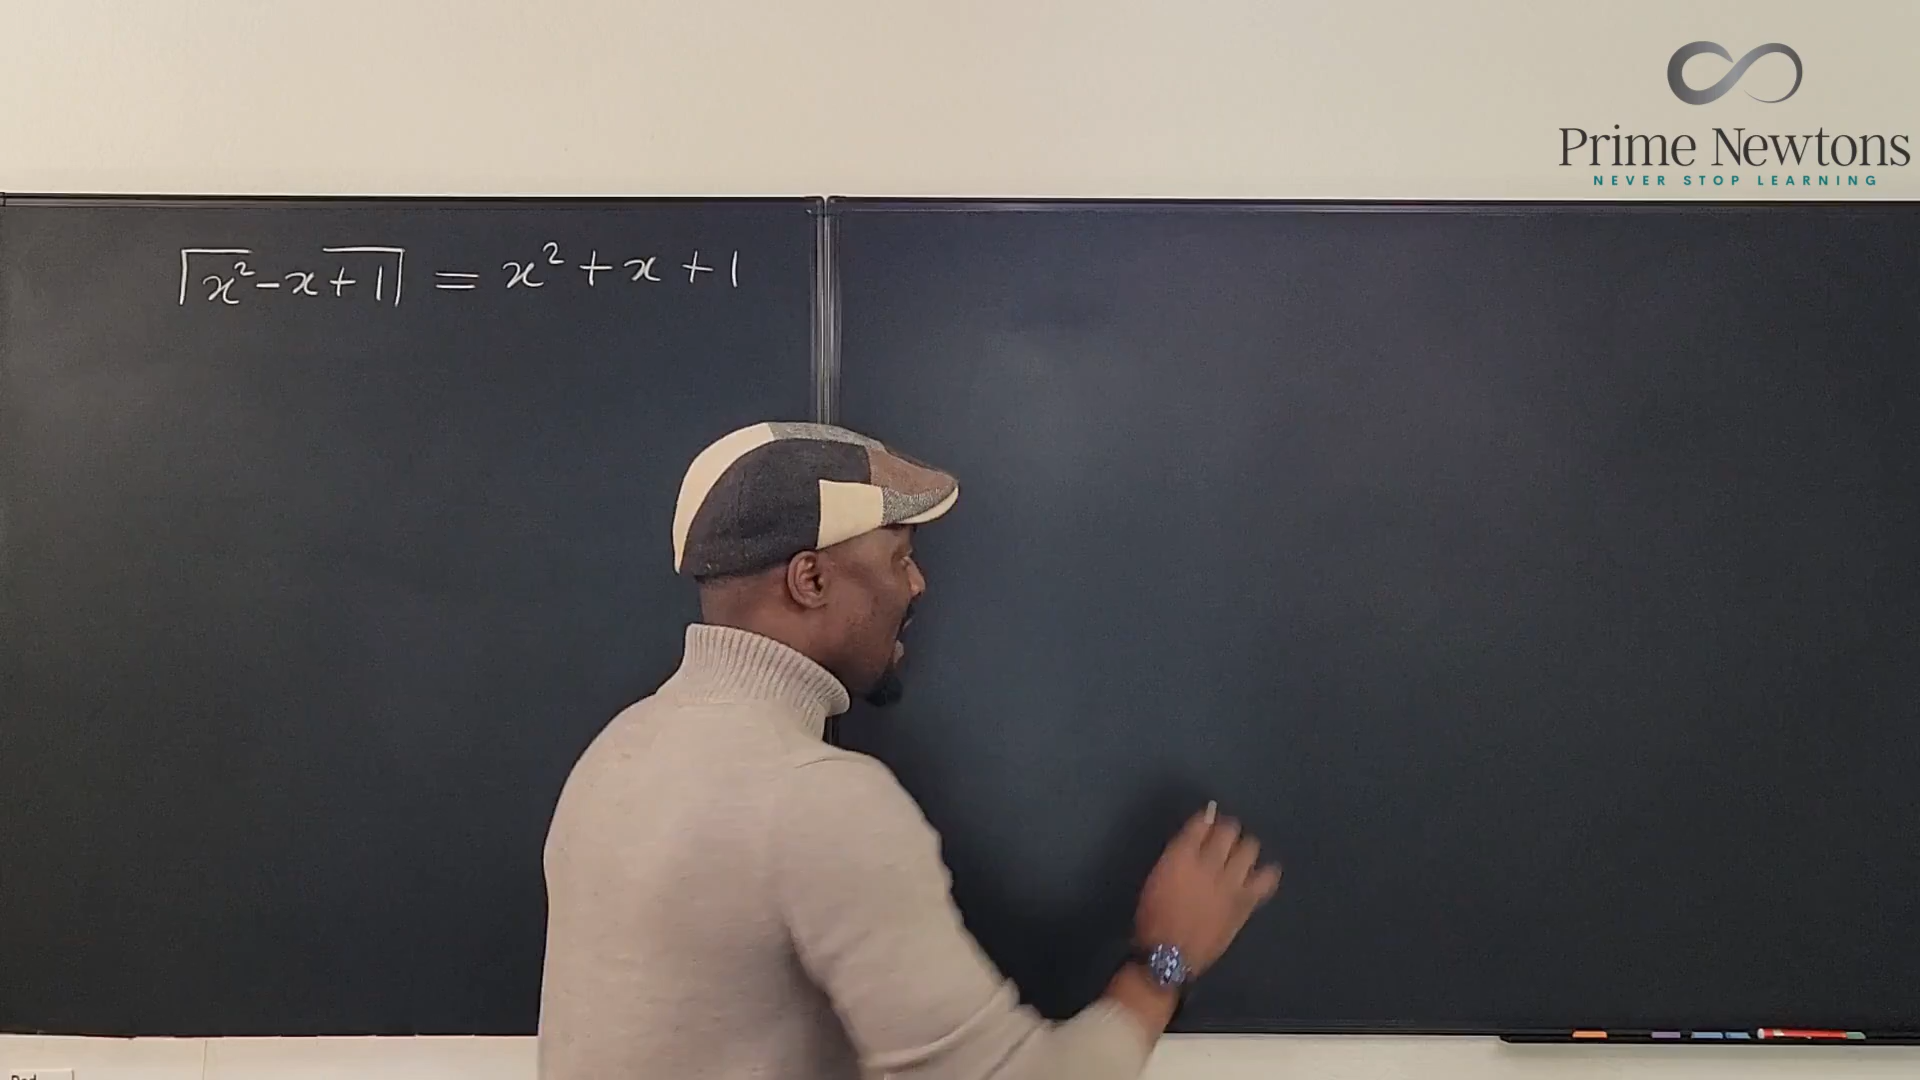 Prime Newtons
NEVER STOP LEARNING
⌈x² - x + 1⌉ = x² + x + 1